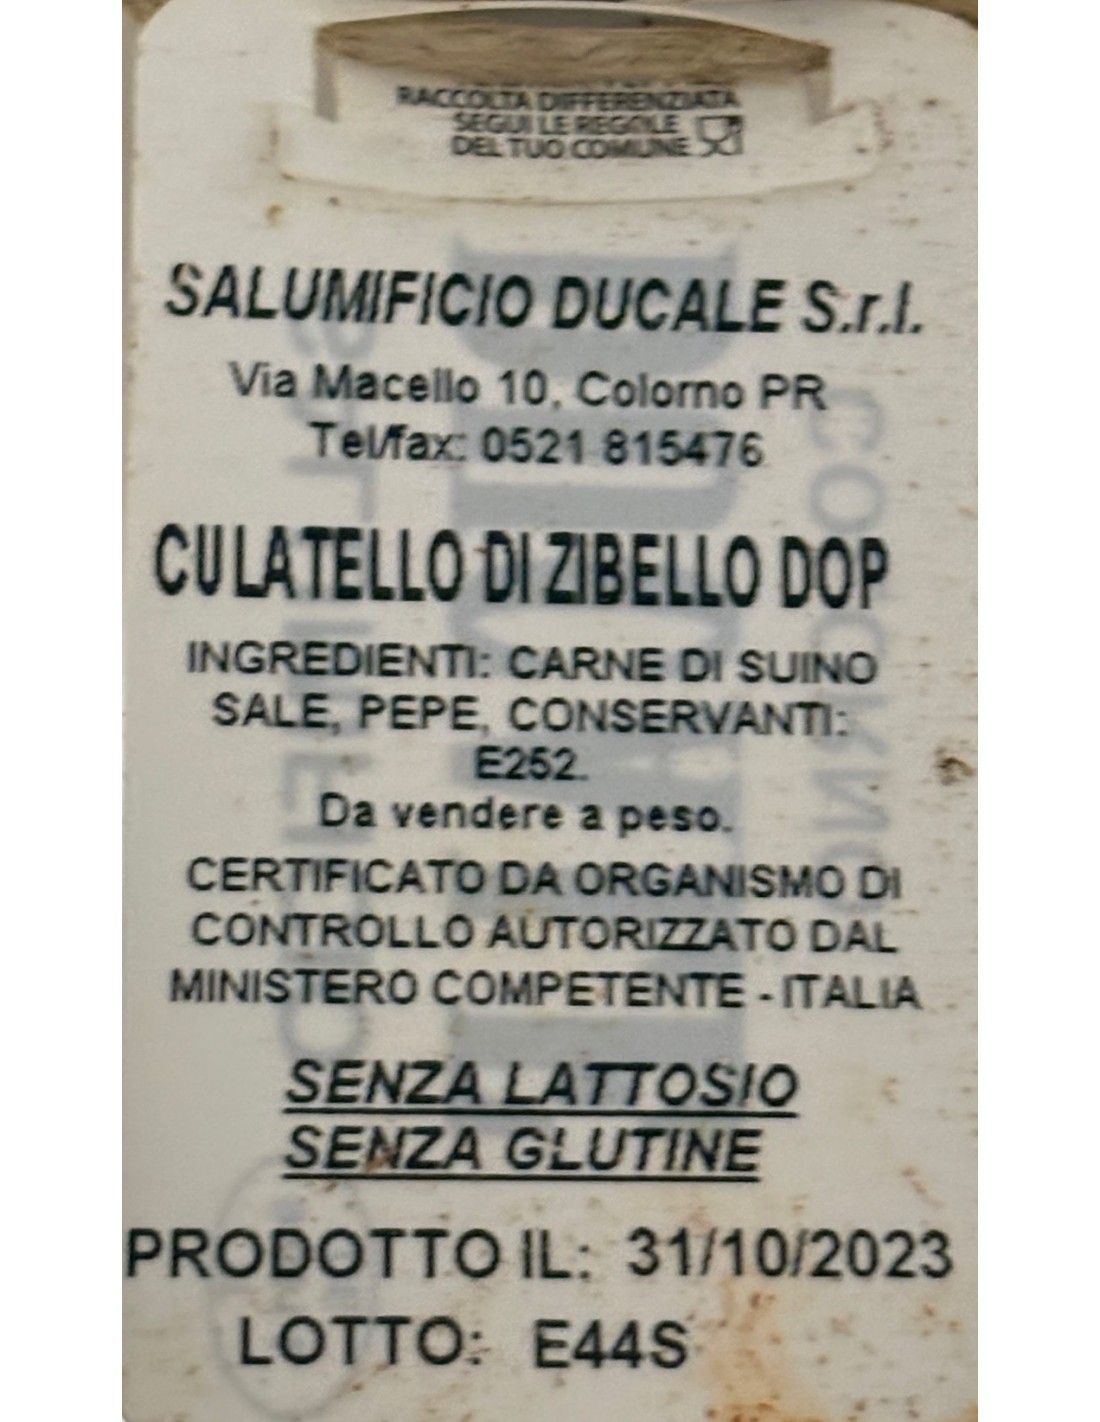 RACCOLTA DIFFERENZIATA
SEGUI LE REGOLE
DEL TUO COMUNE
SALUMIFICIO DUCALE S.r.l.
Via Macello 10, Colorno PR
Tel/fax: 0521 815476
CULATELLO DI ZIBELLO DOP
INGREDIENTI: CARNE DI SUINO
SALE, PEPE, CONSERVANTI:
E252.
Da vendere a peso.
CERTIFICATO DA ORGANISMO DI
CONTROLLO AUTORIZZATO DAL
MINISTERO COMPETENTE - ITALIA
SENZA LATTOSIO
SENZA GLUTINE
PRODOTTO IL: 31/10/2023
LOTTO: E44S